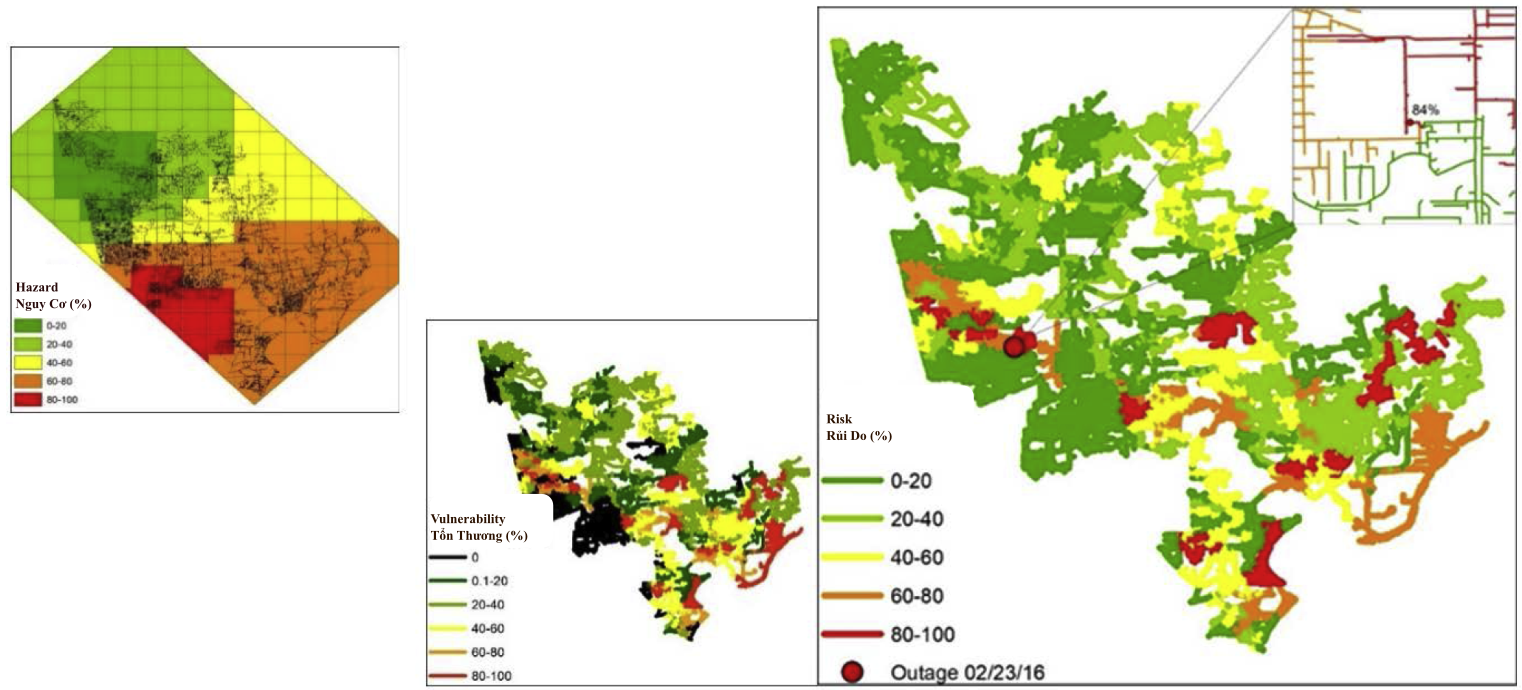 Hazard
Nguy Cơ (%)
0-20
20-40
40-60
60-80
80-100
Vulnerability
Tổn Thương (%)
0
0.1-20
20-40
40-60
60-80
80-100
84%
Risk
Rủi Do (%)
0-20
20-40
40-60
60-80
80-100
Outage 02/23/16